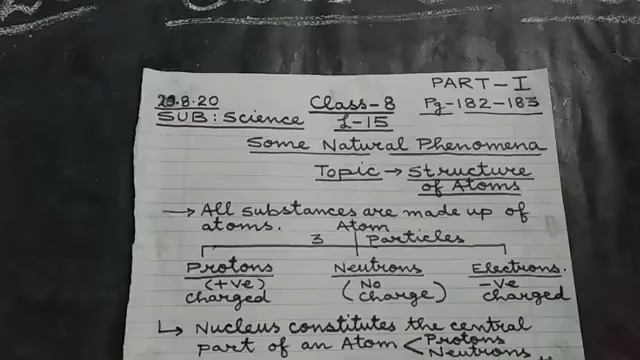 PART-I
29.8.20 Class-8 Pg-182-183
SUB: Science L-15
Some Natural Phenomena
Topic → Structure
of Atoms
→ All substances are made up of
atoms. Atom
3 Particles
Protons Neutrons Electrons.
(+ve) (No -ve
charged charge) charged
↳ Nucleus constitutes the central
part of an Atom < Protons
Neutrons